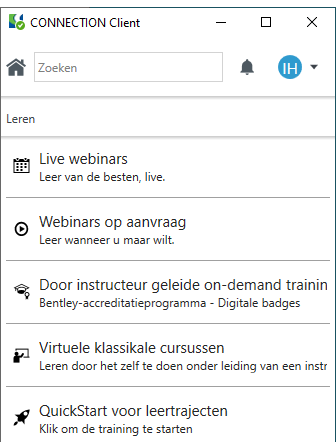 CONNECTION Client
Zoeken
IH
Leren
Live webinars
Leer van de besten, live.
Webinars op aanvraag
Leer wanneer u maar wilt.
Door instructeur geleide on-demand trainin
Bentley-accreditatieprogramma - Digitale badges
Virtuele klassikale cursussen
Leren door het zelf te doen onder leiding van een instr
QuickStart voor leertrajecten
Klik om de training te starten